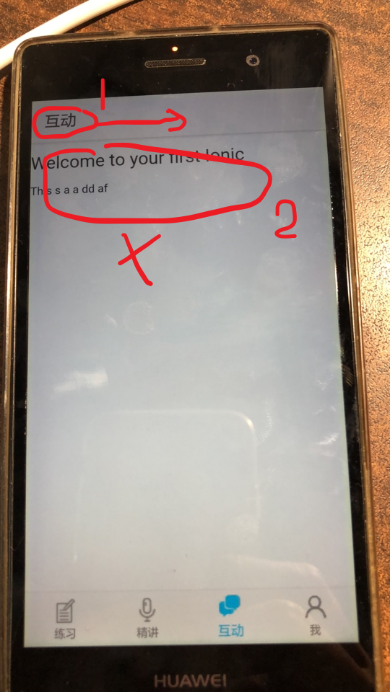 1
互动
Welcome to your first Ionic
This s a a dd af
2
X
练习
精讲
互动
我
HUAWEI